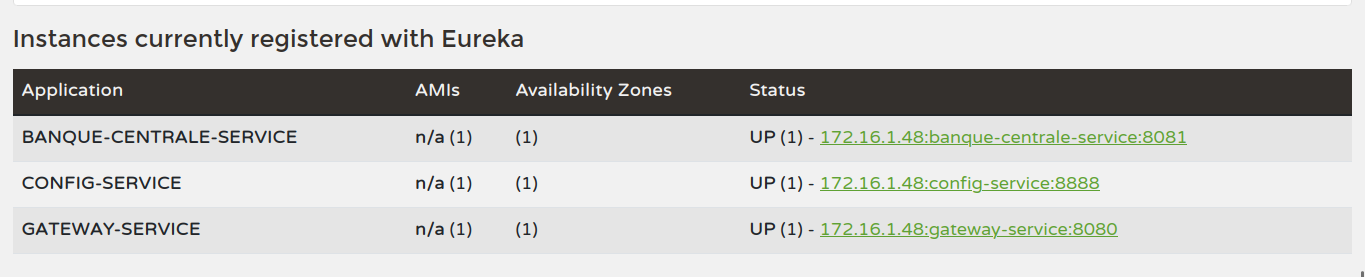 Instances currently registered with Eureka
Application AMIs Availability Zones Status
BANQUE-CENTRALE-SERVICE n/a (1) (1) UP (1) - 172.16.1.48:banque-centrale-service:8081
CONFIG-SERVICE n/a (1) (1) UP (1) - 172.16.1.48:config-service:8888
GATEWAY-SERVICE n/a (1) (1) UP (1) - 172.16.1.48:gateway-service:8080